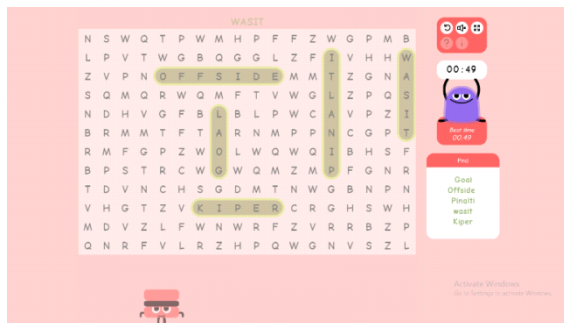 WASIT
N S W Q T P W M H P F F Z W G P M B
L P V T W G B Q G G L Z F I V H H W
Z V P N O F F S I D E M M T Z G N A
S Q M Q R W Q M F T V W G L Z P Q S
N D H V G F B L B L P W C A V P Z I
B R M M T F T A R N M P P N C G P T
R M F G P Z W O L W Q W Q I B H S F
B P S T R C W G W Q M Z M P F G N R
T D V N C H S G D M T N W G B N P N
V H G T Z V K I P E R C R G H S W H
M D V Z L F W N W R F Z V R R B Z P
Q N R F V L R Z H P Q W G N V S Z L
00:49
Best time
00:49
Find
Goal
Offside
Pinalti
wasit
Kiper
Activate Windows
Go to Settings to activate Windows.